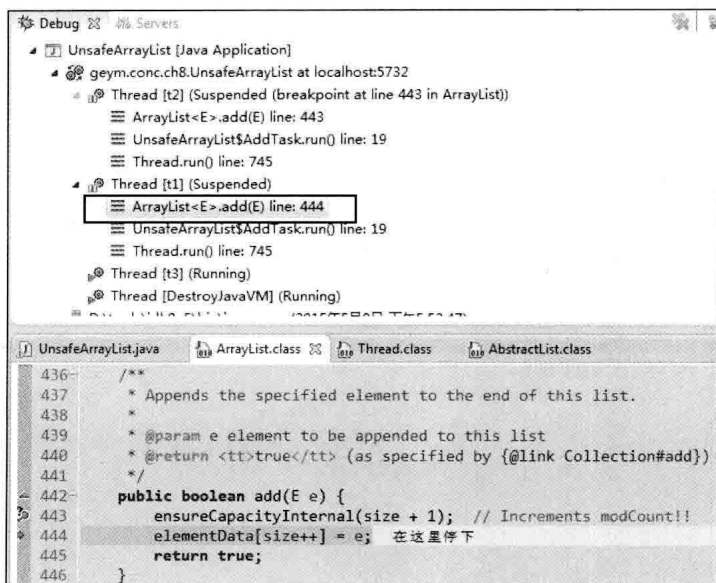 Debug Servers
UnsafeArrayList [Java Application]
geym.conc.ch8.UnsafeArrayList at localhost:5732
Thread [t2] (Suspended (breakpoint at line 443 in ArrayList))
ArrayList<E>.add(E) line: 443
UnsafeArrayList$AddTask.run() line: 19
Thread.run() line: 745
Thread [t1] (Suspended)
ArrayList<E>.add(E) line: 444
UnsafeArrayList$AddTask.run() line: 19
Thread.run() line: 745
Thread [t3] (Running)
Thread [DestroyJavaVM] (Running)
UnsafeArrayList.java ArrayList.class Thread.class AbstractList.class
436 /**
437 * Appends the specified element to the end of this list.
438 *
439 * @param e element to be appended to this list
440 * @return <tt>true</tt> (as specified by {@link Collection#add})
441 */
442 public boolean add(E e) {
443 ensureCapacityInternal(size + 1); // Increments modCount!!
444 elementData[size++] = e; 在这里停下
445 return true;
446 }